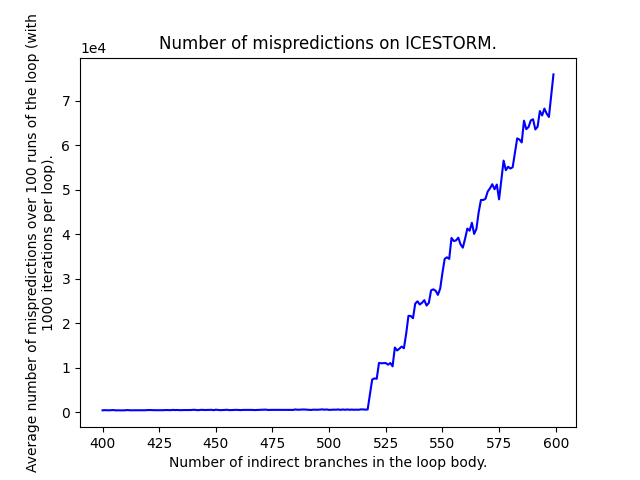 Number of mispredictions on ICESTORM.
1e4
Average number of mispredictions over 100 runs of the loop (with
1000 iterations per loop).
7
6
5
4
3
2
1
0
400 425 450 475 500 525 550 575 600
Number of indirect branches in the loop body.